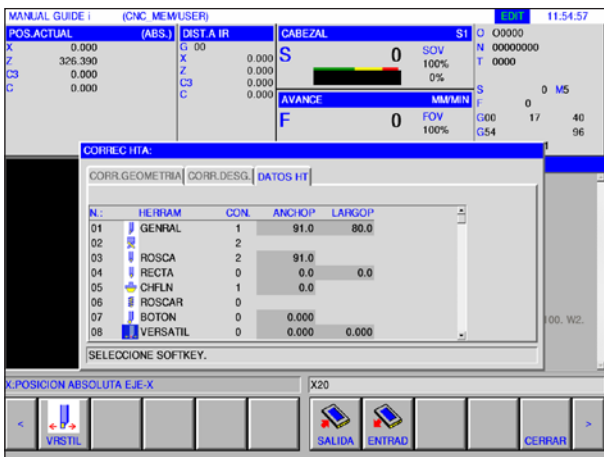 MANUAL GUIDE i (CNC_MEM/USER) EDIT 11:54:57
POS.ACTUAL (ABS.) DIST.A IR CABEZAL S1 O O0000
X 0.000 G 00 S 0 SOV N 00000000
Z 326.390 X 0.000 100% T 0000
C3 0.000 Z 0.000 0%
C 0.000 C3 0.000 S 0 M5
C 0.000 AVANCE MM/MIN F 0
F 0 FOV G00 17 40
100% G54 96
1
CORREC HTA:
CORR.GEOMETRIA CORR.DESG. DATOS HT
N.: HERRAM CON. ANCHOP LARGOP
01 GENRAL 1 91.0 80.0
02 2
03 ROSCA 2 91.0
04 RECTA 0 0.0 0.0
05 CHFLN 1 0.0
06 ROSCAR 0
07 BOTON 0 0.000
08 VERSATIL 0 0.000 0.000
100. W2.
SELECCIONE SOFTKEY.
X:POSICION ABSOLUTA EJE-X X20
< VRSTIL SALIDA ENTRAD CERRAR >